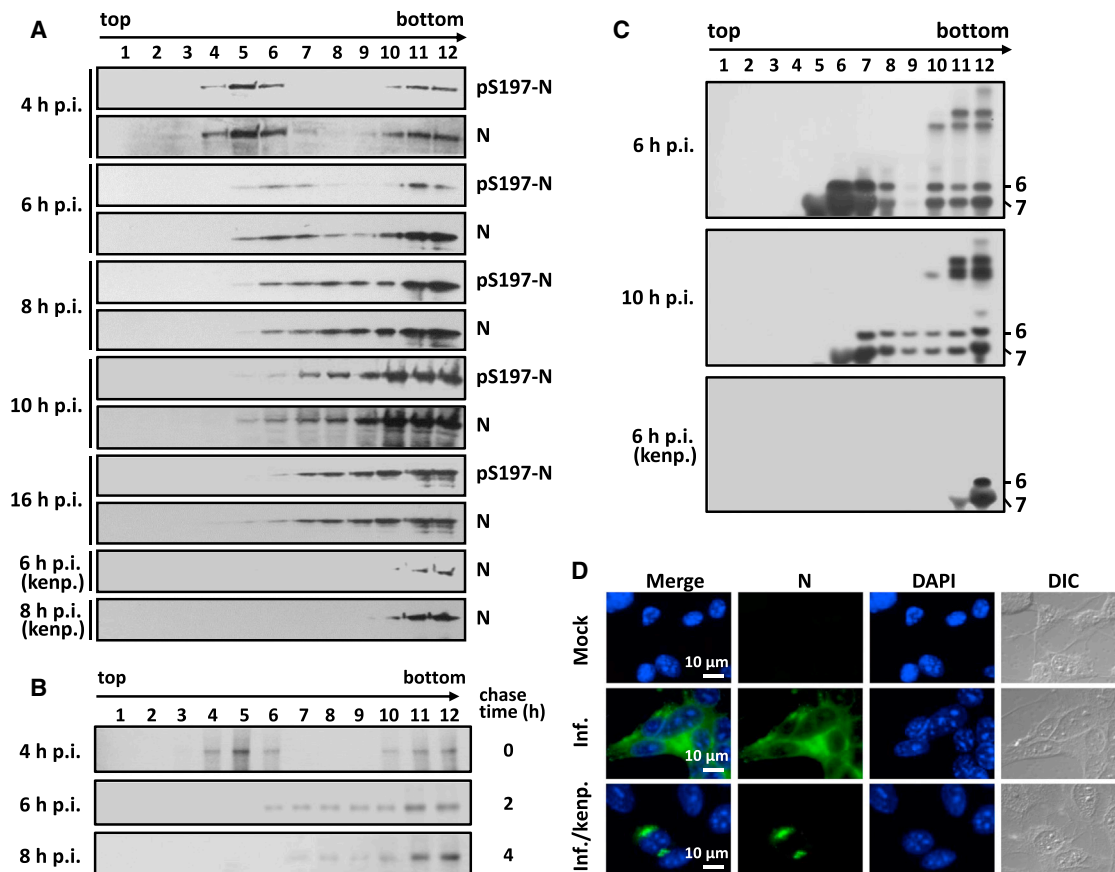 A
top bottom
1 2 3 4 5 6 7 8 9 10 11 12
4 h p.i.
pS197-N
N
6 h p.i.
pS197-N
N
8 h p.i.
pS197-N
N
10 h p.i.
pS197-N
N
16 h p.i.
pS197-N
N
6 h p.i.
(kenp.)
N
8 h p.i.
(kenp.)
N
B
top bottom
chase
time (h)
1 2 3 4 5 6 7 8 9 10 11 12
4 h p.i. 0
6 h p.i. 2
8 h p.i. 4
C
top bottom
1 2 3 4 5 6 7 8 9 10 11 12
6 h p.i.
6
7
10 h p.i.
6
7
6 h p.i.
(kenp.)
6
7
D
Merge N DAPI DIC
Mock
10 µm
Inf.
10 µm
Inf./kenp.
10 µm